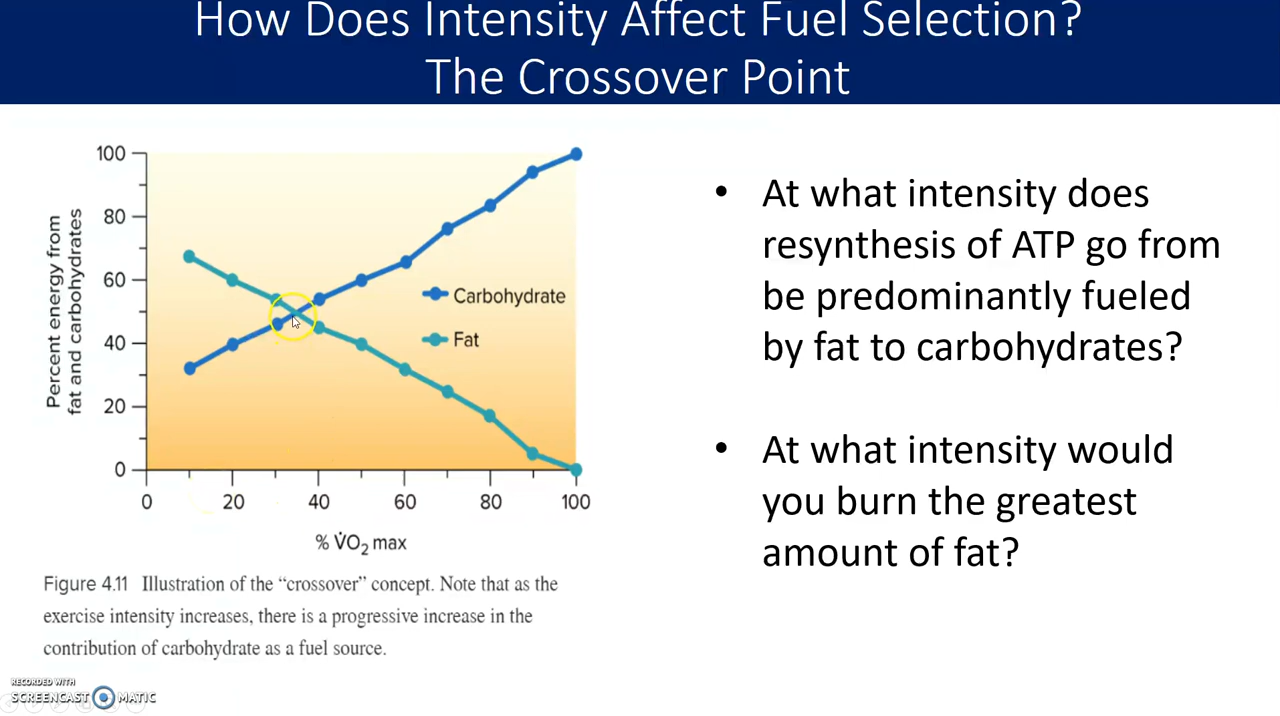 How Does Intensity Affect Fuel Selection?
The Crossover Point
100
80
60
40
20
0
Percent energy from
fat and carbohydrates
Carbohydrate
Fat
0 20 40 60 80 100
% V̇O₂ max
Figure 4.11 Illustration of the “crossover” concept. Note that as the
exercise intensity increases, there is a progressive increase in the
contribution of carbohydrate as a fuel source.
• At what intensity does
resynthesis of ATP go from
be predominantly fueled
by fat to carbohydrates?
• At what intensity would
you burn the greatest
amount of fat?
RECORDED WITH
SCREENCAST MATIC